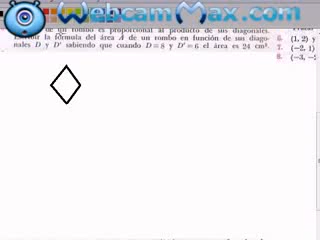 WebcamMax.com
de un rombo es proporcional al producto de sus diagonales.
la fórmula del área A de un rombo en función de sus diago-
nales D y D' sabiendo que cuando D = 8 y D' = 6 el área es 24 cm².
6. (1, 2) y
7. (−2, 1)
8. (−3, −